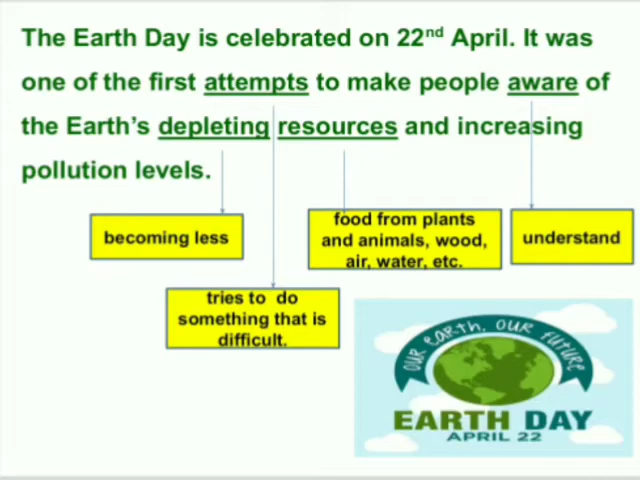 The Earth Day is celebrated on 22nd April. It was
one of the first attempts to make people aware of
the Earth's depleting resources and increasing
pollution levels.
becoming less
food from plants
and animals, wood,
air, water, etc.
understand
tries to do
something that is
difficult.
OUR EARTH, OUR FUTURE
EARTH DAY
APRIL 22